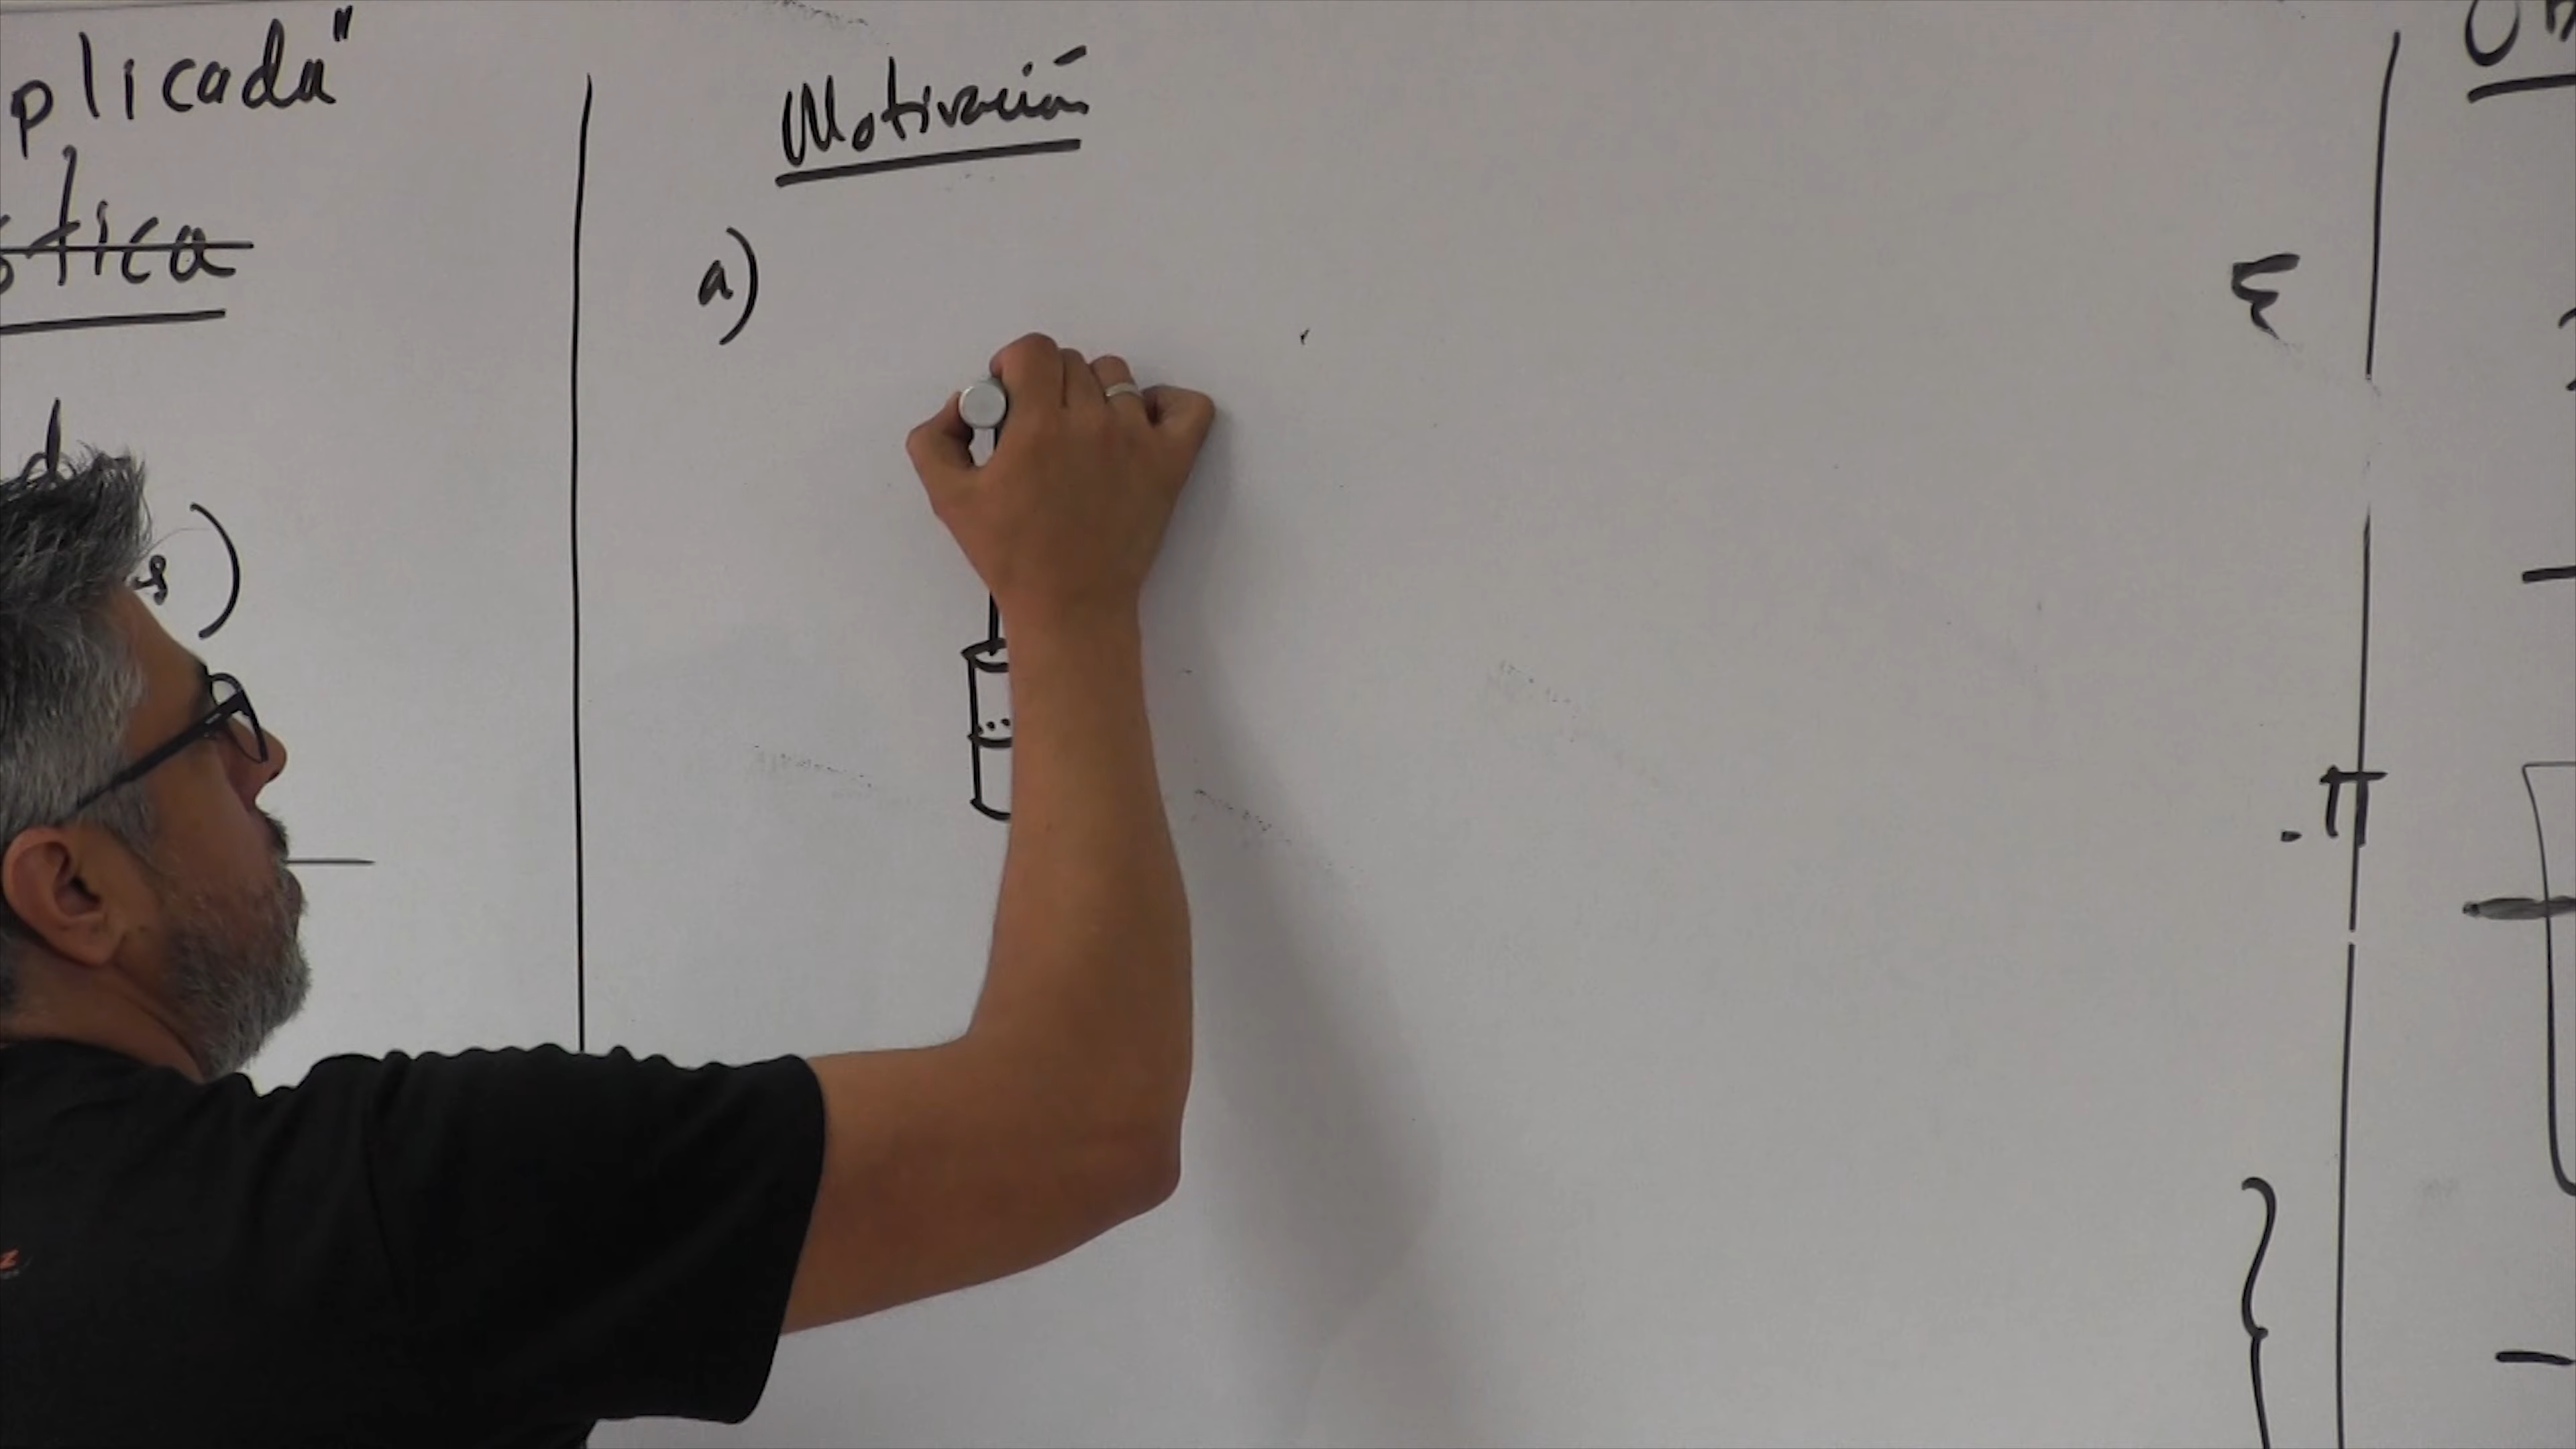 plicada"
stica
d
s)
Motivación
a)
Σ
. π